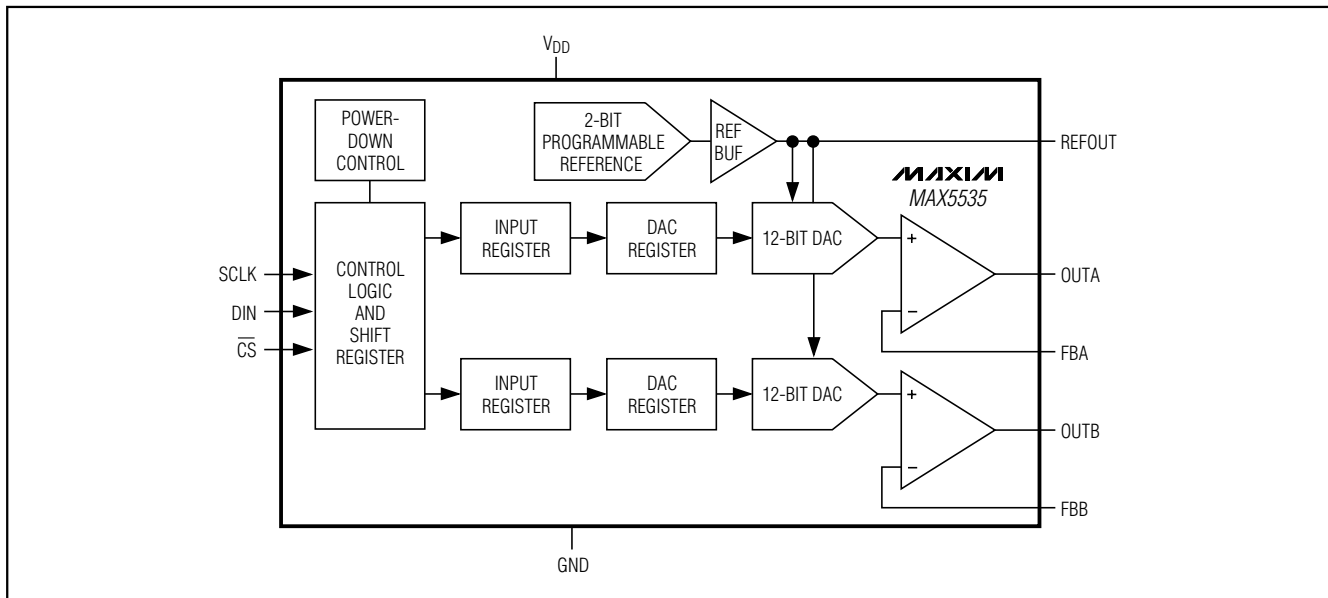 VDD
POWER-
DOWN
CONTROL
2-BIT
PROGRAMMABLE
REFERENCE
REF
BUF
REFOUT
MAXIM
MAX5535
CONTROL
LOGIC
AND
SHIFT
REGISTER
INPUT
REGISTER
DAC
REGISTER
12-BIT DAC
+
−
OUTA
FBA
SCLK
DIN
CS
INPUT
REGISTER
DAC
REGISTER
12-BIT DAC
+
−
OUTB
FBB
GND